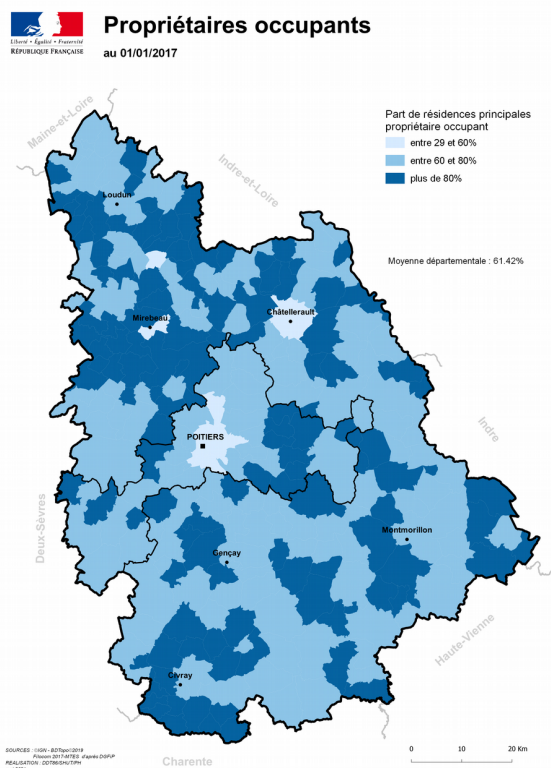 Propriétaires occupants
au 01/01/2017
Liberté • Égalité • Fraternité
RÉPUBLIQUE FRANÇAISE
Part de résidences principales
propriétaire occupant
entre 29 et 60%
entre 60 et 80%
plus de 80%
Moyenne départementale : 61.42%
Maine-et-Loire
Indre-et-Loire
Loudun
Mirebeau
Châtellerault
POITIERS
Indre
Deux-Sèvres
Montmorillon
Gençay
Haute-Vienne
Civray
Charente
0 10 20 Km
SOURCES : ©IGN - BDTopo©2019
Filocom 2017-MTES d'après DGFiP
REALISATION : DDT86/SHUT/PH